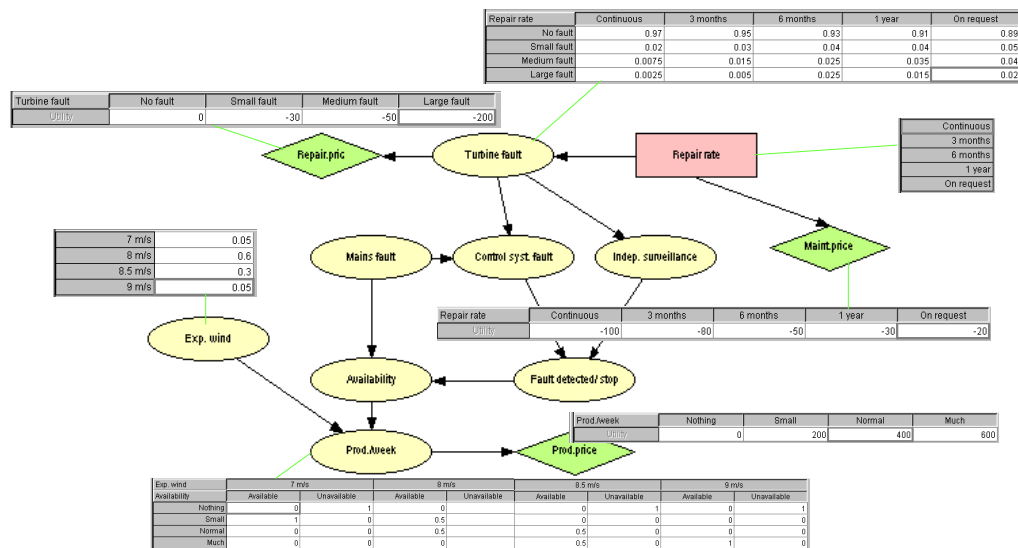 Repair rate Continuous 3 months 6 months 1 year On request
No fault 0.97 0.95 0.93 0.91 0.89
Small fault 0.02 0.03 0.04 0.04 0.05
Medium fault 0.0075 0.015 0.025 0.035 0.04
Large fault 0.0025 0.005 0.025 0.015 0.02
Turbine fault No fault Small fault Medium fault Large fault
Utility 0 -30 -50 -200
Repair.pric
Turbine fault
Repair rate
Continuous
3 months
6 months
1 year
On request
7 m/s 0.05
8 m/s 0.6
8.5 m/s 0.3
9 m/s 0.05
Mains fault
Control syst. fault
Indep. surveillance
Maint.price
Repair rate Continuous 3 months 6 months 1 year On request
Utility -100 -80 -50 -30 -20
Exp. wind
Availability
Fault detected/ stop
Prod./week Nothing Small Normal Much
Utility 0 200 400 600
Prod./week
Prod.price
Exp. wind 7 m/s 8 m/s 8.5 m/s 9 m/s
Availability Available Unavailable Available Available Unavailable Available Unavailable
Nothing 0 1 0 0 1 0 1
Small 1 0 0.5 0 0 0 0
Normal 0 0 0.5 0.5 0 0 0
Much 0 0 0 0.5 0 1 0